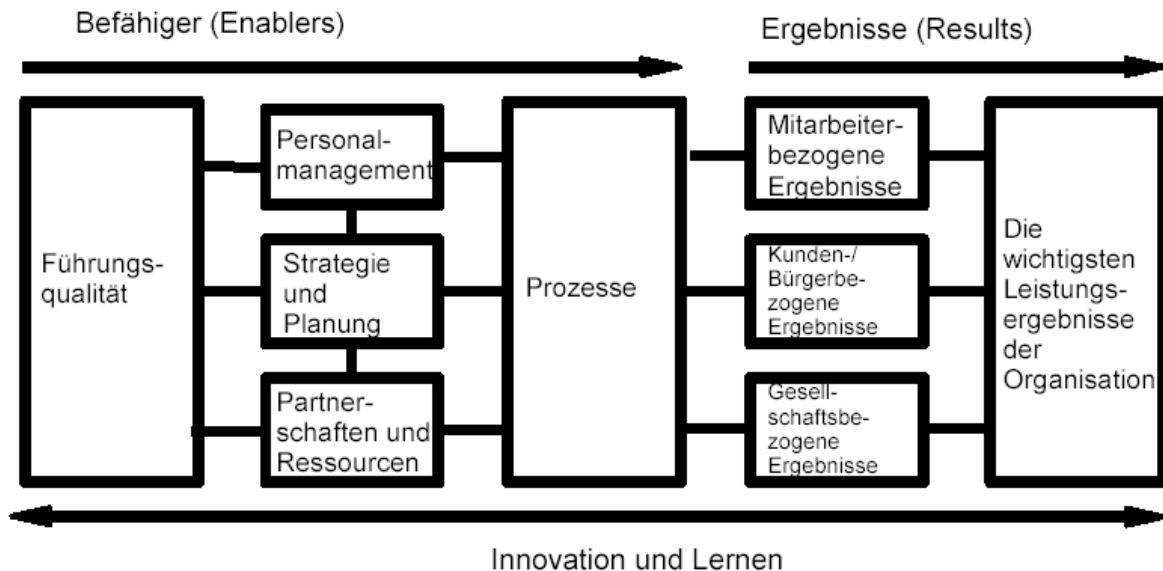 Befähiger (Enablers)
Ergebnisse (Results)
Führungs-
qualität
Personal-
management
Strategie
und
Planung
Partner-
schaften und
Ressourcen
Prozesse
Mitarbeiter-
bezogene
Ergebnisse
Kunden-/
Bürgerbe-
zogene
Ergebnisse
Gesell-
schaftsbe-
zogene
Ergebnisse
Die
wichtigsten
Leistungs-
ergebnisse
der
Organisation
Innovation und Lernen